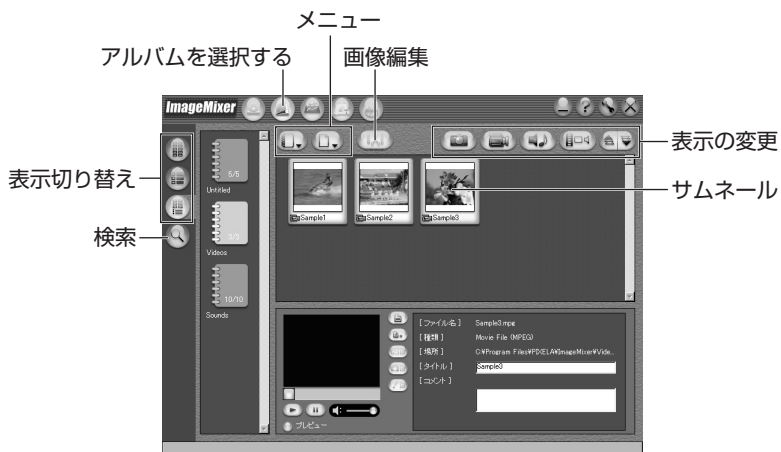 メニュー
アルバムを選択する
画像編集
ImageMixer
表示の変更
表示切り替え
検索
サムネール
5/5
Untitled
3/3
Videos
10/10
Sounds
Sample1
Sample2
Sample3
[ファイル名] Sample3.mpg
[種類] Movie File (MPEG)
[場所] C:¥Program Files¥PIXELA¥ImageMixer¥Vide...
[タイトル] Sample3
[コメント]
プレビュー